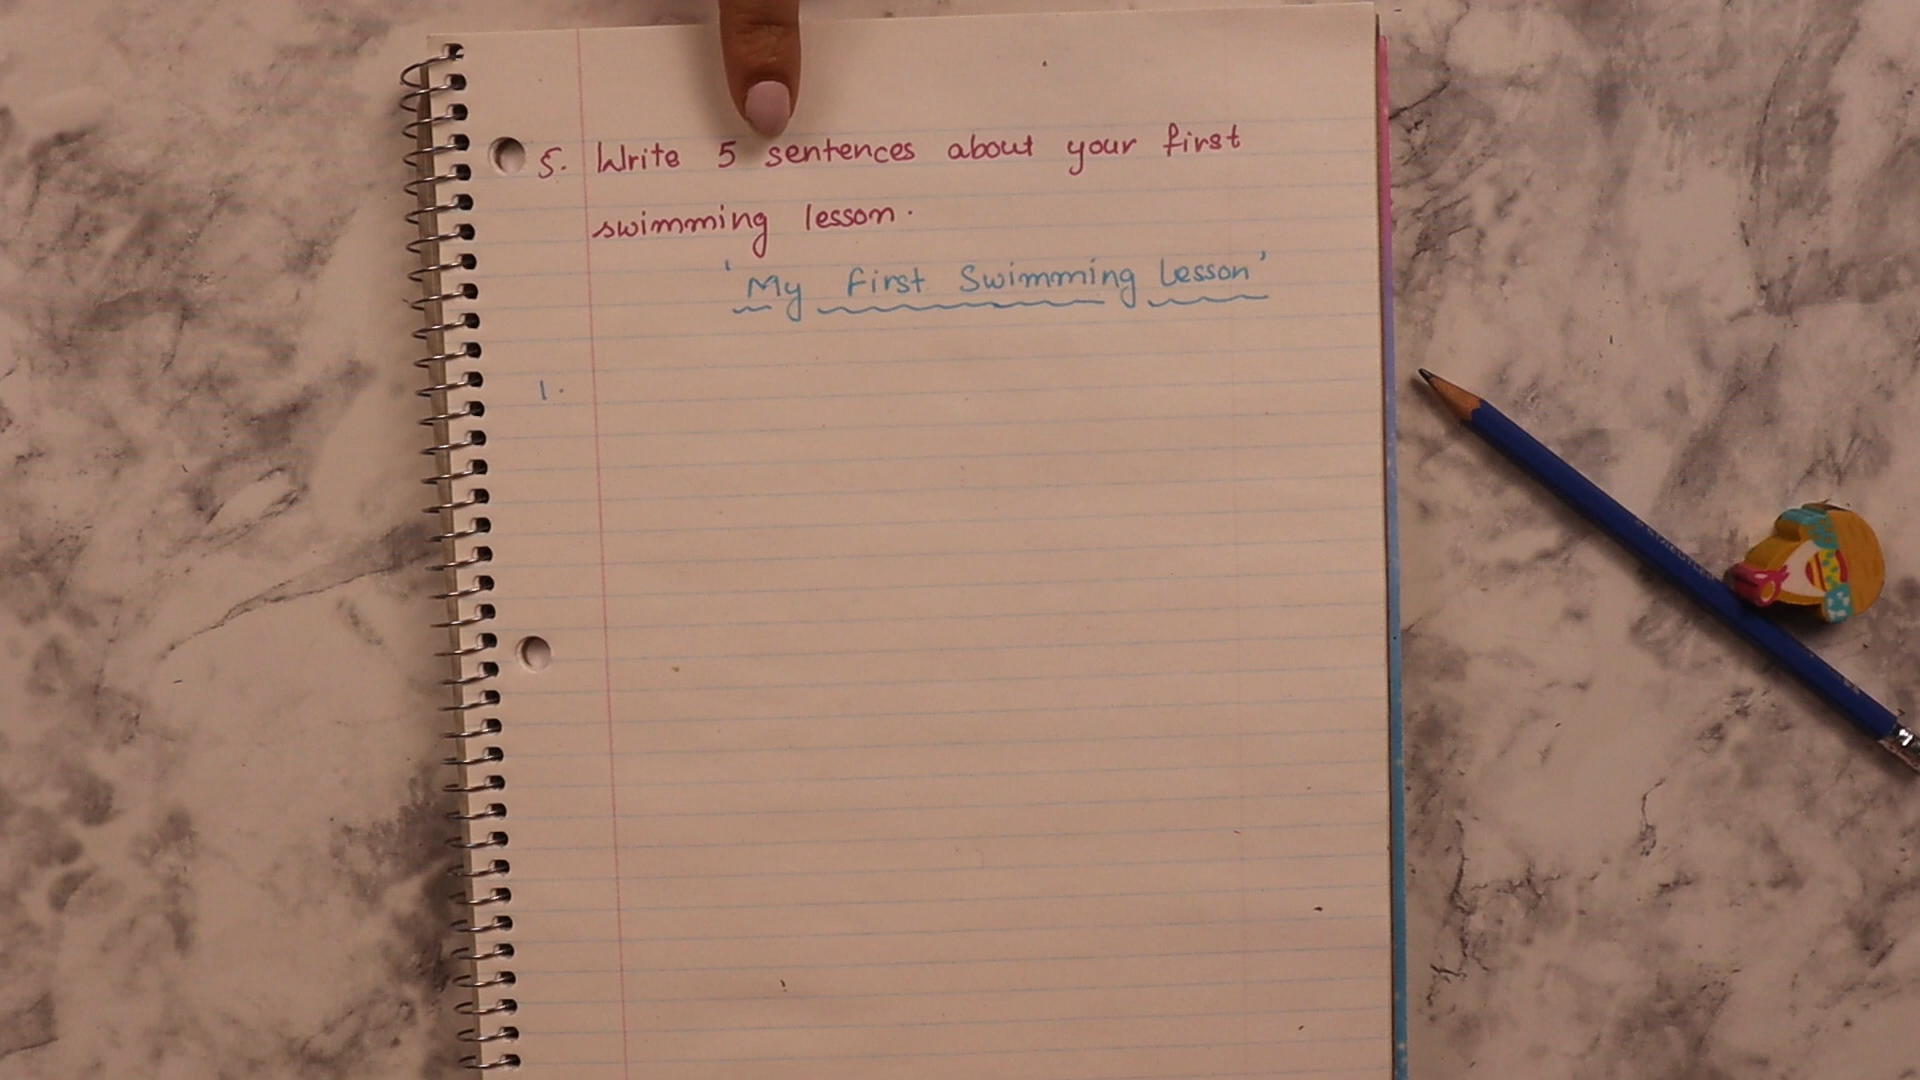 5. Write 5 sentences about your first
swimming lesson.
'My First Swimming Lesson'
1.